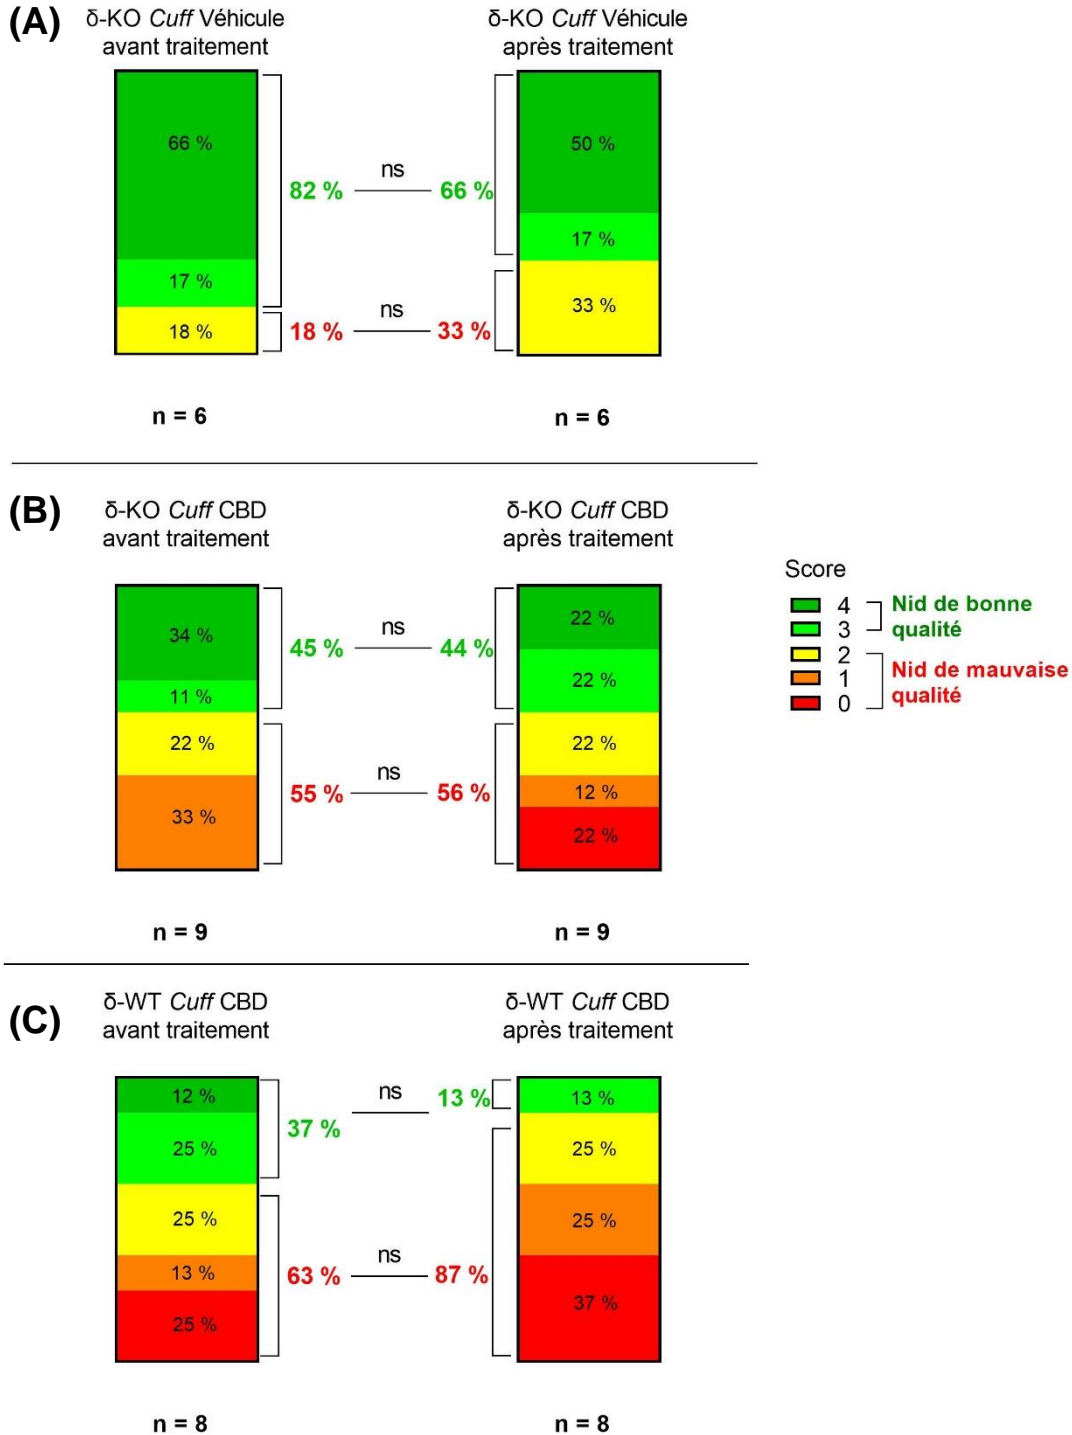 (A)
δ-KO Cuff Véhicule
avant traitement
δ-KO Cuff Véhicule
après traitement
66 %
17 %
18 %
82 %
ns
66 %
18 %
ns
33 %
50 %
17 %
33 %
n = 6
n = 6
(B)
δ-KO Cuff CBD
avant traitement
δ-KO Cuff CBD
après traitement
34 %
11 %
22 %
33 %
45 %
ns
44 %
55 %
ns
56 %
22 %
22 %
22 %
12 %
22 %
n = 9
n = 9
Score
4
3
2
1
0
Nid de bonne
qualité
Nid de mauvaise
qualité
(C)
δ-WT Cuff CBD
avant traitement
δ-WT Cuff CBD
après traitement
12 %
25 %
25 %
13 %
25 %
37 %
ns
13 %
63 %
ns
87 %
13 %
25 %
25 %
37 %
n = 8
n = 8